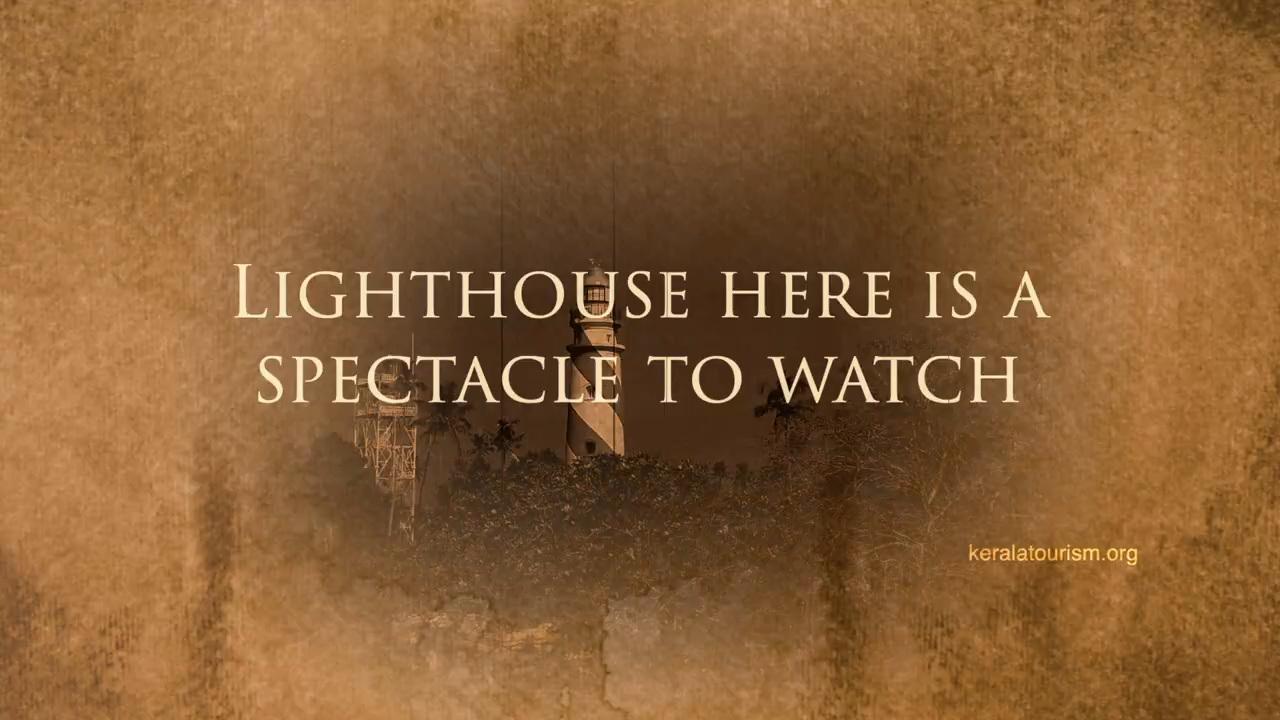 Lighthouse here is a
spectacle to watch
keralatourism.org